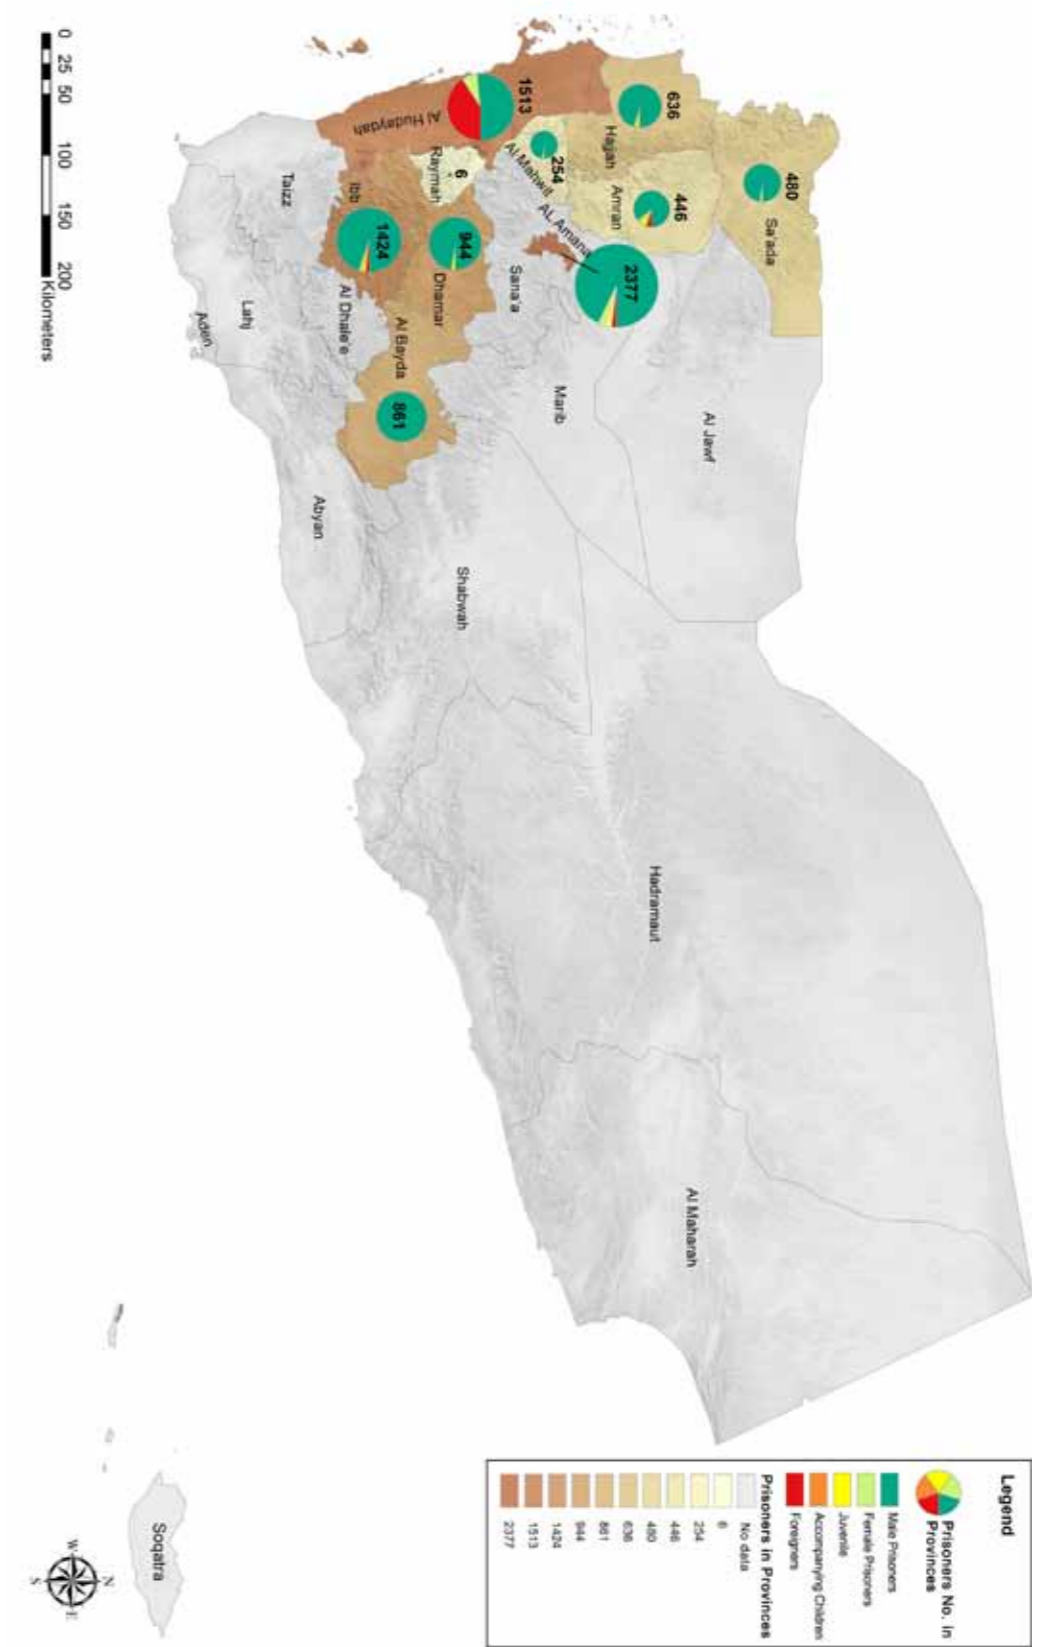 Legend
Prisoners No. in
Provinces
Male Prisoners
Female Prisoners
Juvenile
Accompanying Children
Foreigners
Prisoners in Provinces
No data
6
254
446
480
636
861
944
1424
1513
2377
480
Sa'ada
636
Hajjah
446
Amran
254
Al Mahwit
AL Amana
2377
Al Jawf
1513
Al Hudaydah
6
Raymah
Sana'a
Marib
944
Dhamar
1424
Ibb
Al Bayda
861
Al Dhale'e
Taizz
Lahj
Aden
Abyan
Shabwah
Hadramaut
Al Maharah
Soqatra
N
W
E
S
0 25 50 100 150 200
Kilometers